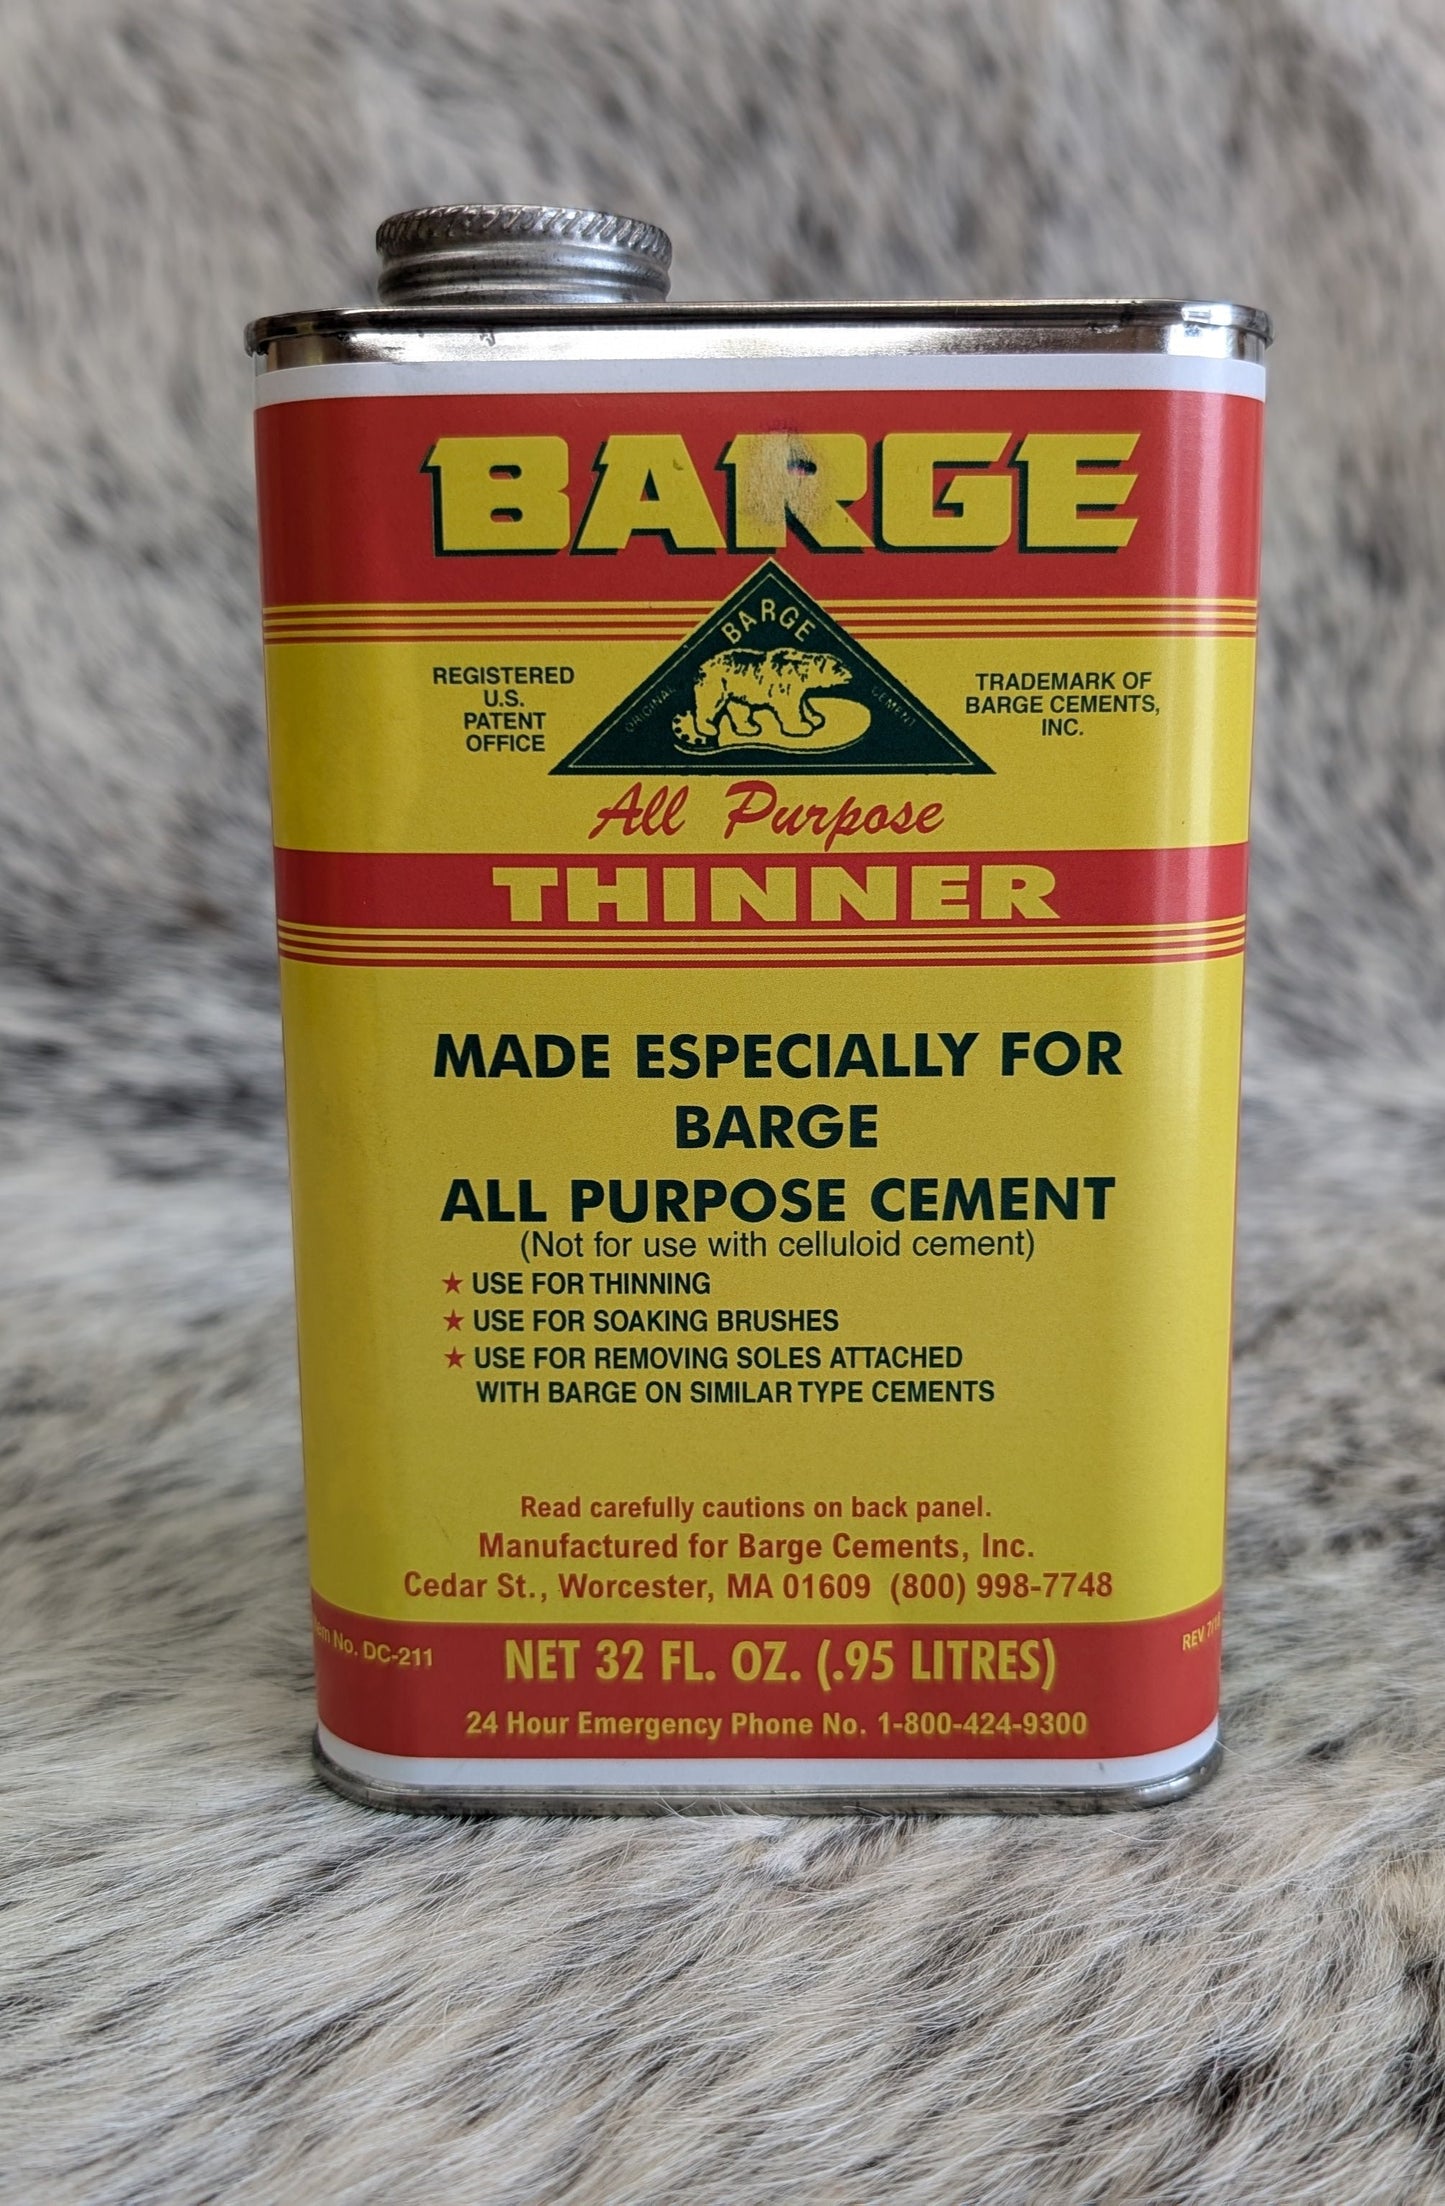 BARGE
BARGE
ORIGINAL CEMENT
REGISTERED
U.S.
PATENT
OFFICE
TRADEMARK OF
BARGE CEMENTS,
INC.
All Purpose
THINNER
MADE ESPECIALLY FOR
BARGE
ALL PURPOSE CEMENT
(Not for use with celluloid cement)
★ USE FOR THINNING
★ USE FOR SOAKING BRUSHES
★ USE FOR REMOVING SOLES ATTACHED
WITH BARGE ON SIMILAR TYPE CEMENTS
Read carefully cautions on back panel.
Manufactured for Barge Cements, Inc.
Cedar St., Worcester, MA 01609 (800) 998-7748
No. DC-211
NET 32 FL. OZ. (.95 LITRES)
REV
24 Hour Emergency Phone No. 1-800-424-9300